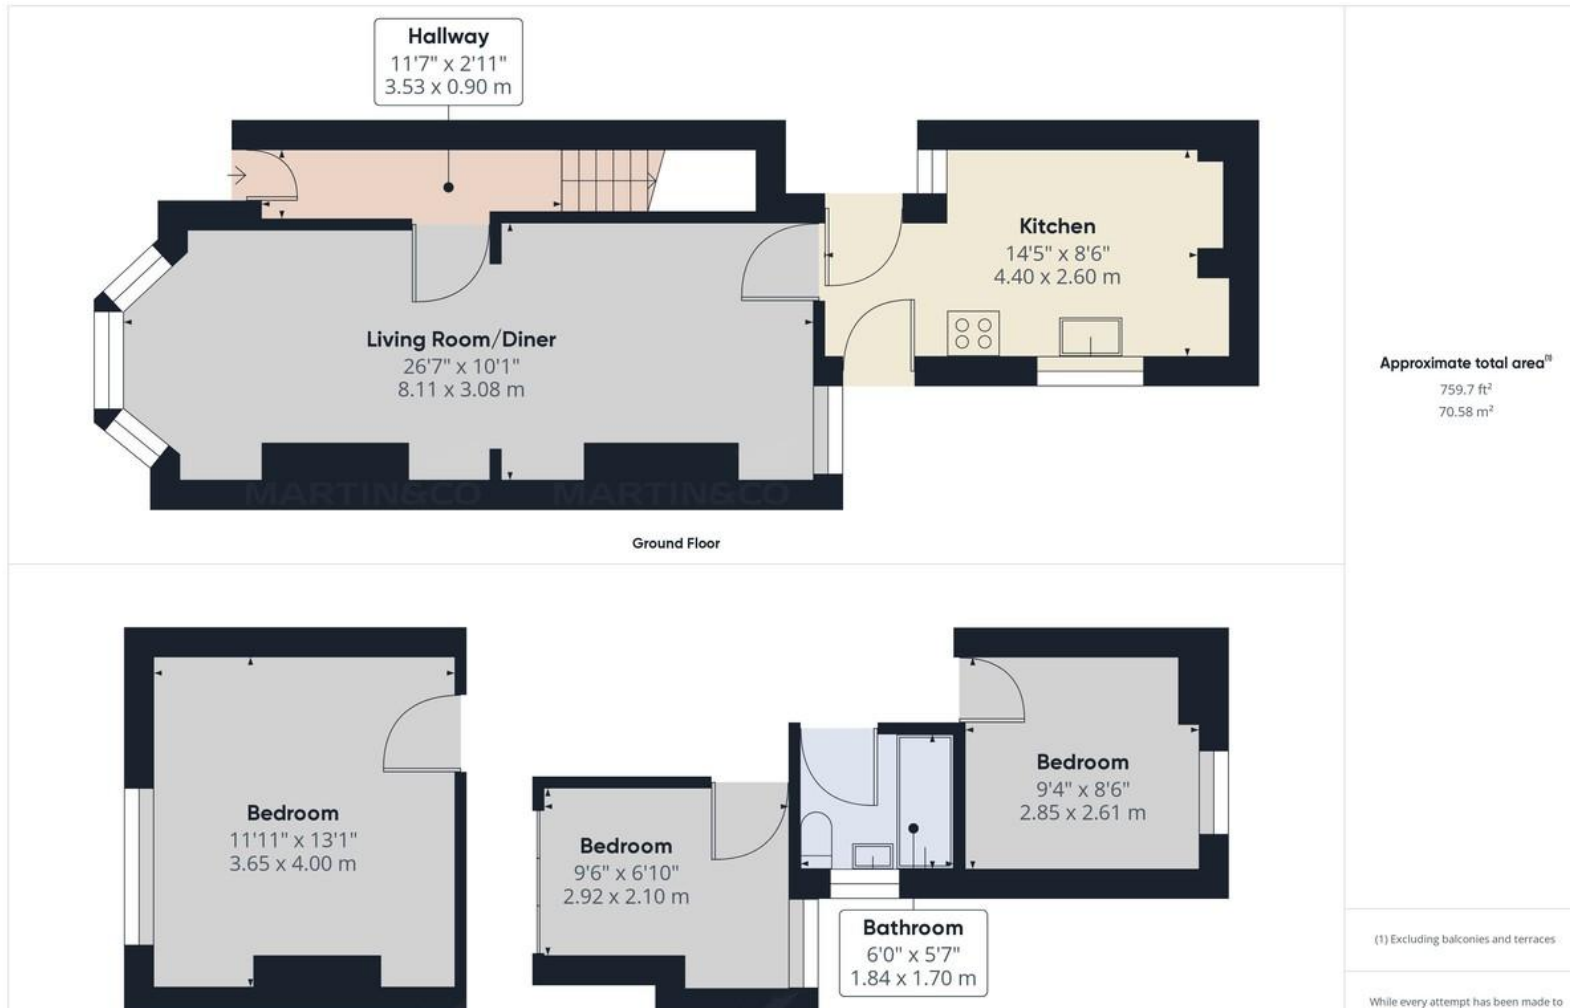 Hallway
11'7" x 2'11"
3.53 x 0.90 m
Kitchen
14'5" x 8'6"
4.40 x 2.60 m
Living Room/Diner
26'7" x 10'1"
8.11 x 3.08 m
MARTIN&CO MARTIN&CO
Ground Floor
Approximate total area⁽¹⁾
759.7 ft²
70.58 m²
Bedroom
11'11" x 13'1"
3.65 x 4.00 m
Bedroom
9'6" x 6'10"
2.92 x 2.10 m
Bedroom
9'4" x 8'6"
2.85 x 2.61 m
Bathroom
6'0" x 5'7"
1.84 x 1.70 m
(1) Excluding balconies and terraces
While every attempt has been made to